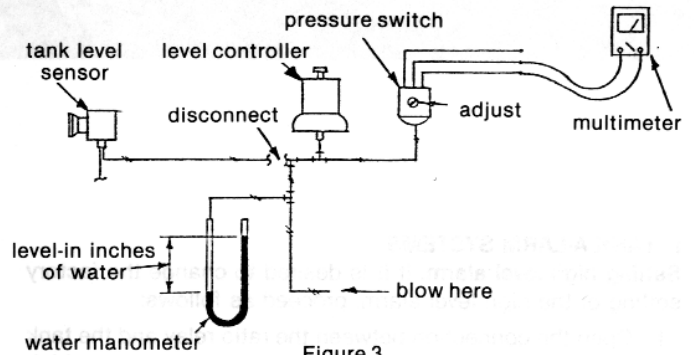 pressure switch
tank level
sensor
level controller
disconnect
adjust
multimeter
level-in inches
of water
blow here
water manometer
Figure 3